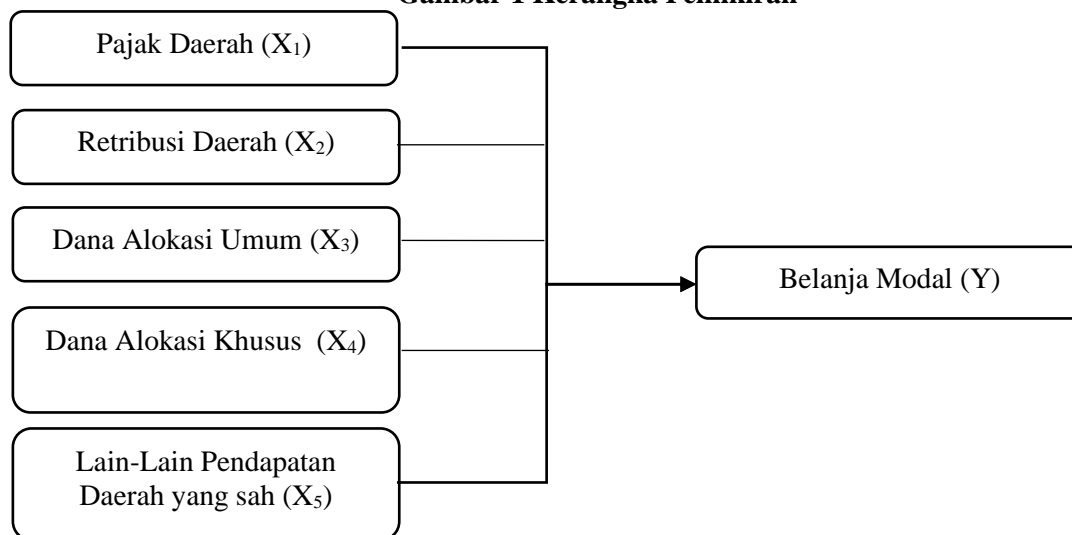 Gambar 1 Kerangka Pemikiran
Pajak Daerah (X₁)
Retribusi Daerah (X₂)
Dana Alokasi Umum (X₃)
Belanja Modal (Y)
Dana Alokasi Khusus (X₄)
Lain-Lain Pendapatan
Daerah yang sah (X₅)